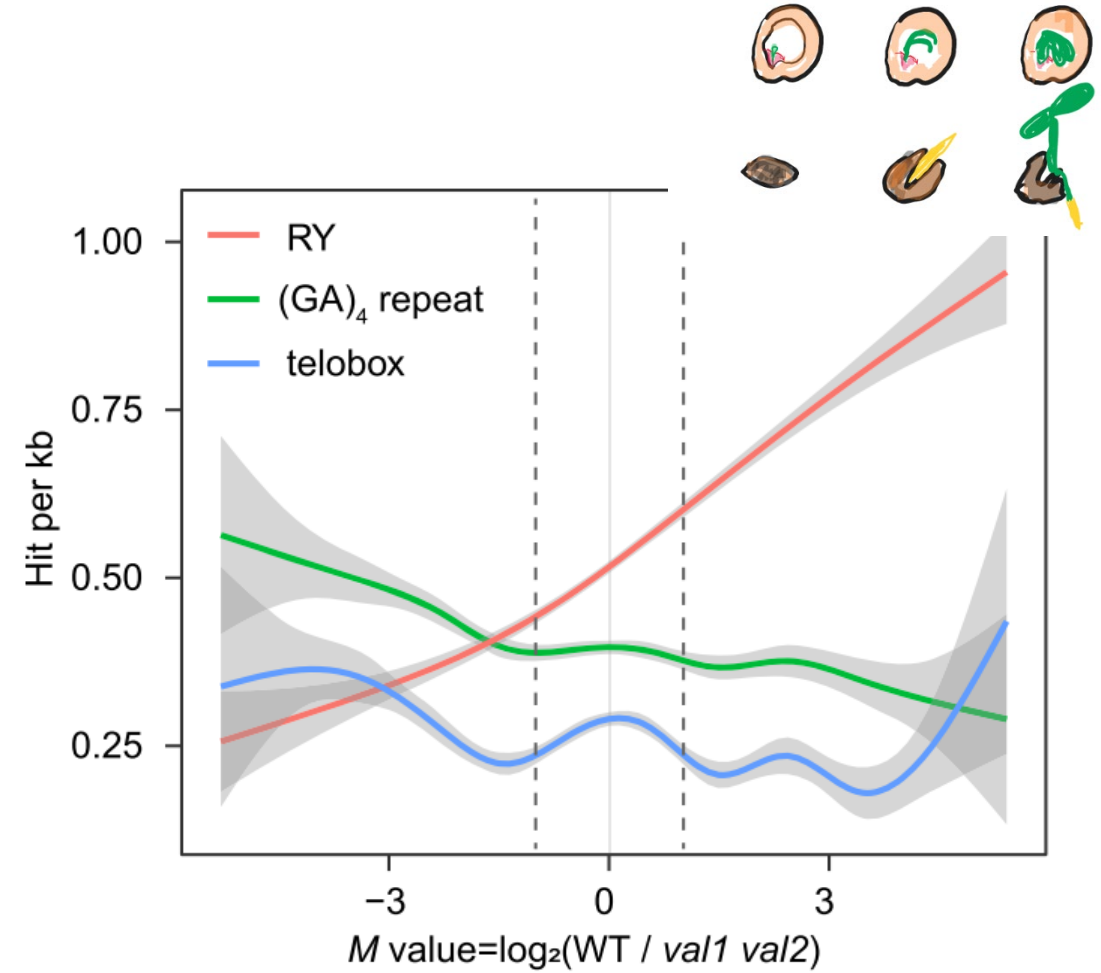 1.00
0.75
0.50
0.25
Hit per kb
RY
(GA)₄ repeat
telobox
−3 0 3
M value=log₂(WT / val1 val2)